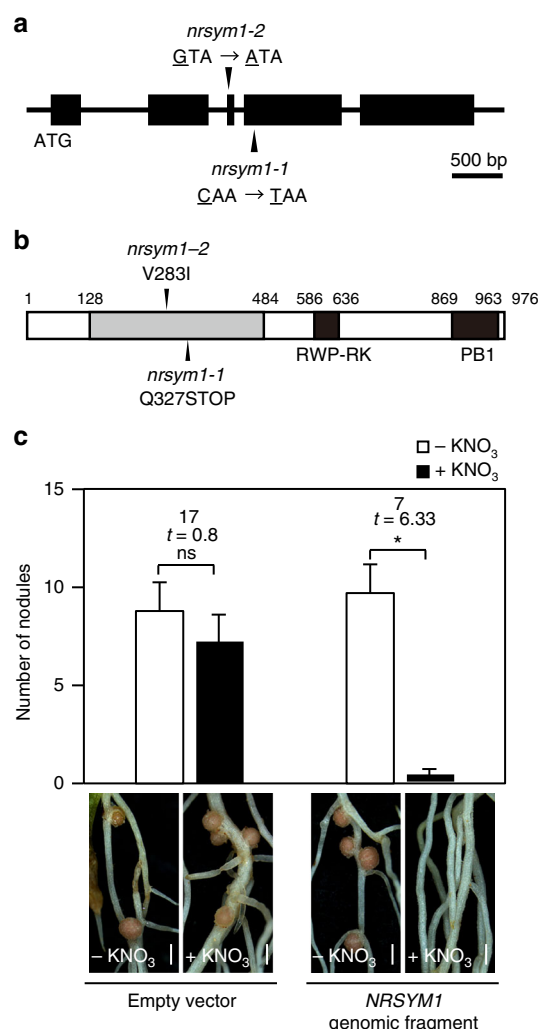 a
nrsym1-2
GTA → ATA
ATG
nrsym1-1
500 bp
CAA → TAA
b
nrsym1–2
V283I
1 128 484 586 636 869 963 976
RWP-RK PB1
nrsym1-1
Q327STOP
c
– KNO3
+ KNO3
15
17
t = 0.8
ns
7
t = 6.33
*
10
5
0
Number of nodules
– KNO3 + KNO3 – KNO3 + KNO3
Empty vector NRSYM1
genomic fragment